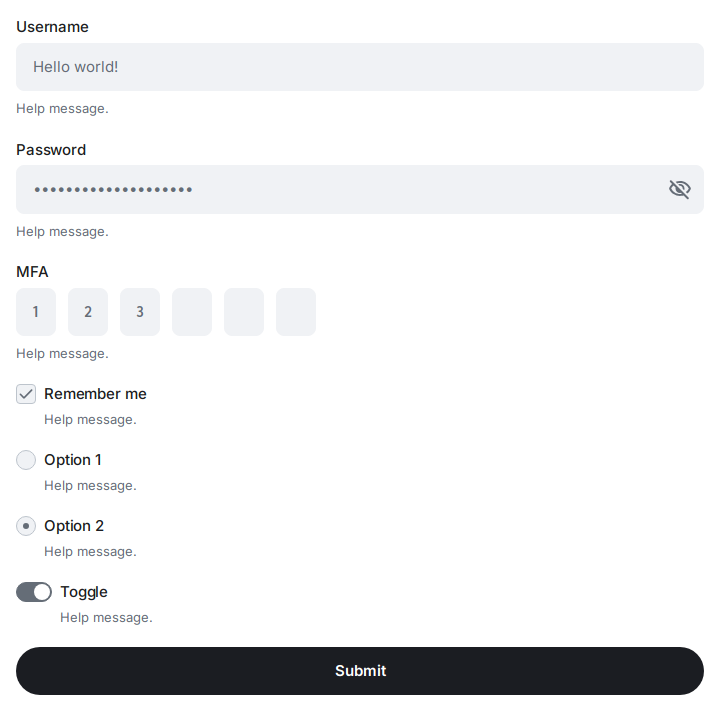 Username
Hello world!
Help message.
Password
••••••••••••••••••••
Help message.
MFA
1 2 3
Help message.
Remember me
Help message.
Option 1
Help message.
Option 2
Help message.
Toggle
Help message.
Submit